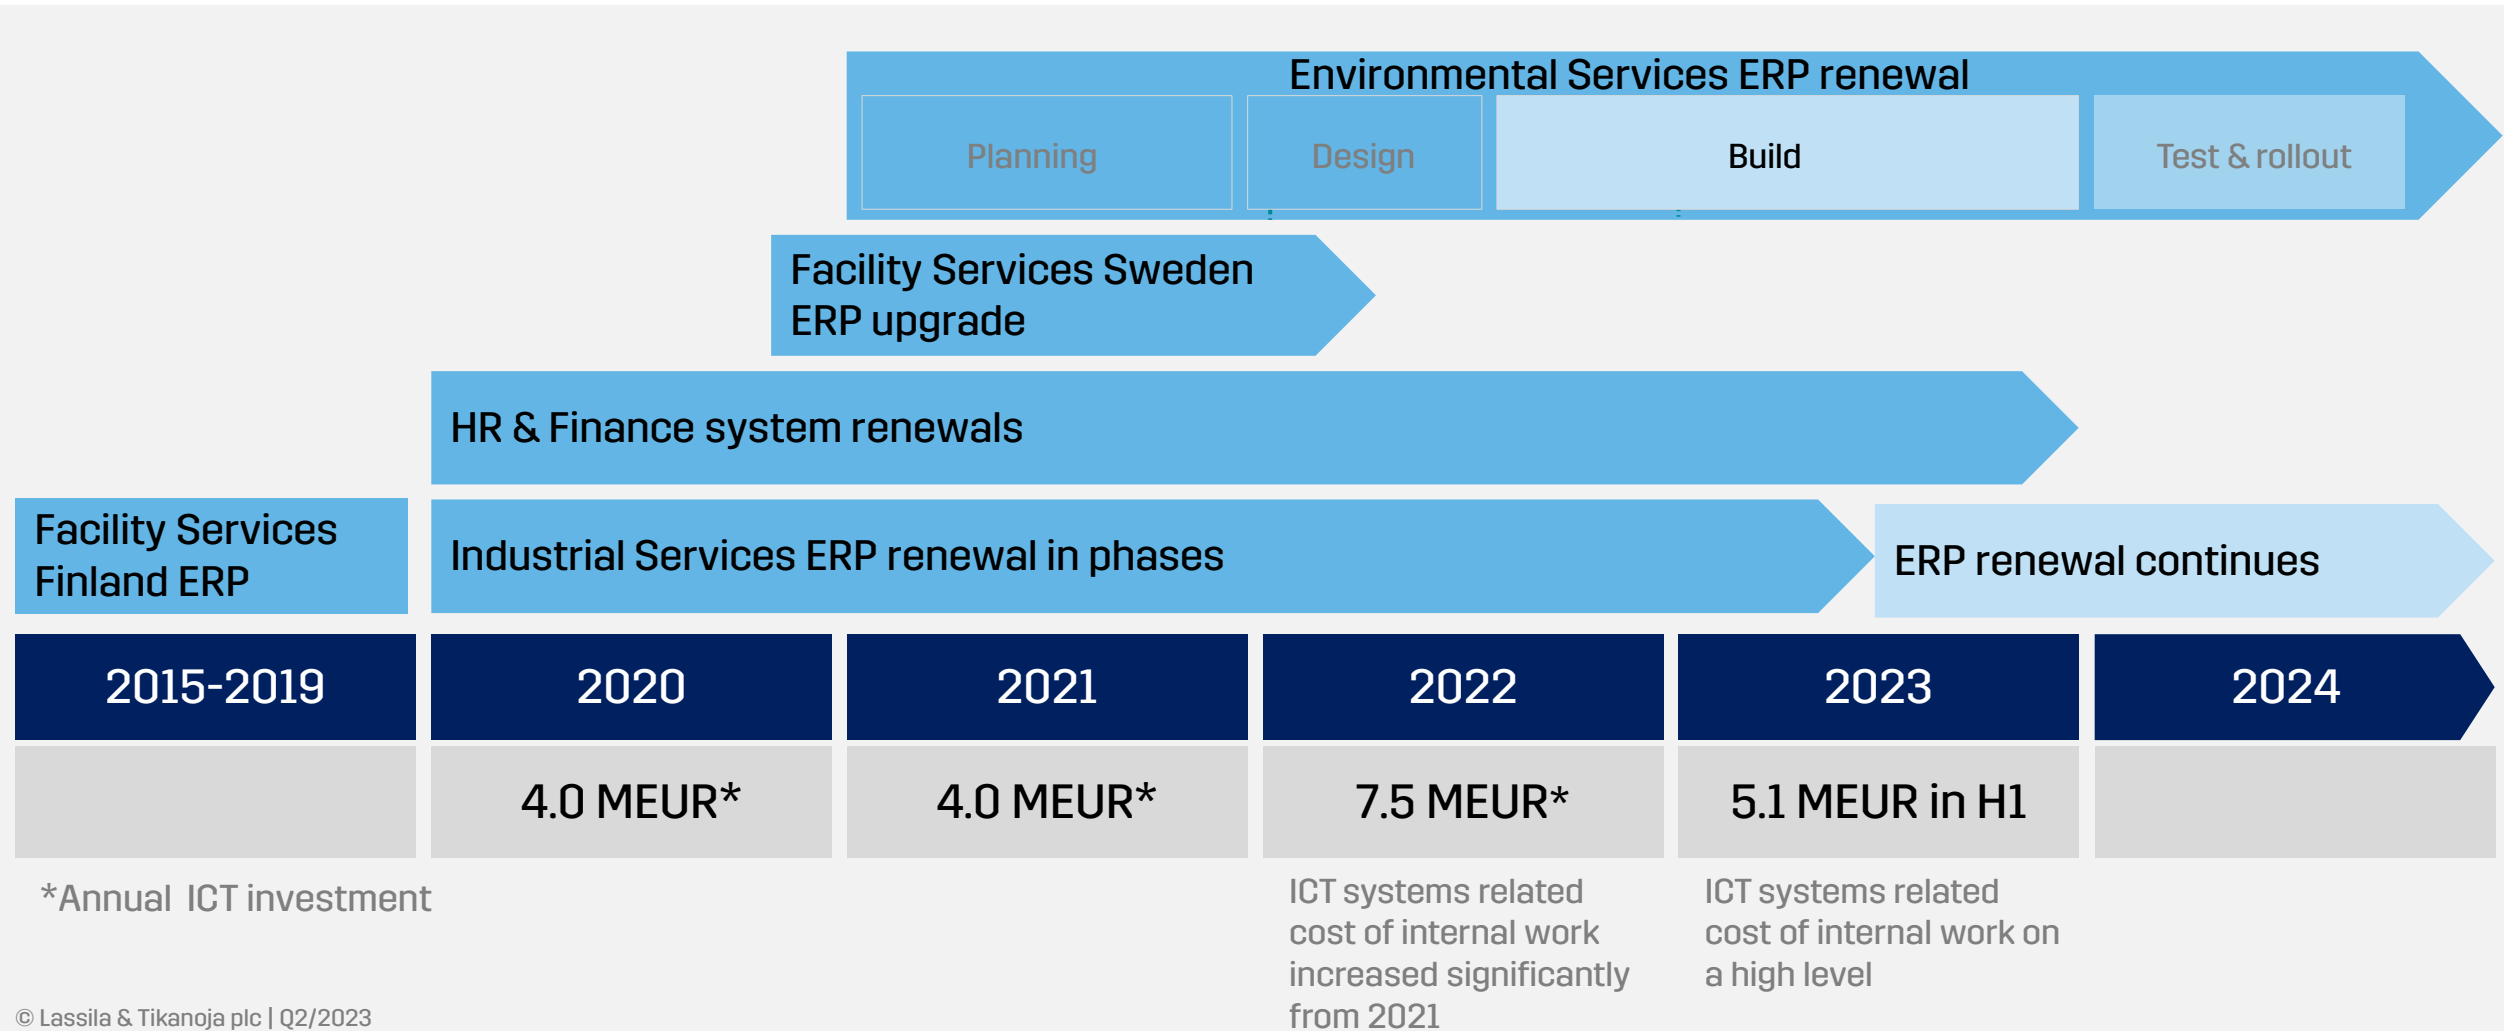 Environmental Services ERP renewal
Planning
Design
Build
Test & rollout
Facility Services Sweden
ERP upgrade
HR & Finance system renewals
Facility Services
Finland ERP
Industrial Services ERP renewal in phases
ERP renewal continues
2015-2019
2020
2021
2022
2023
2024
4.0 MEUR*
4.0 MEUR*
7.5 MEUR*
5.1 MEUR in H1
*Annual ICT investment
ICT systems related
cost of internal work
increased significantly
from 2021
ICT systems related
cost of internal work on
a high level
© Lassila & Tikanoja plc | Q2/2023